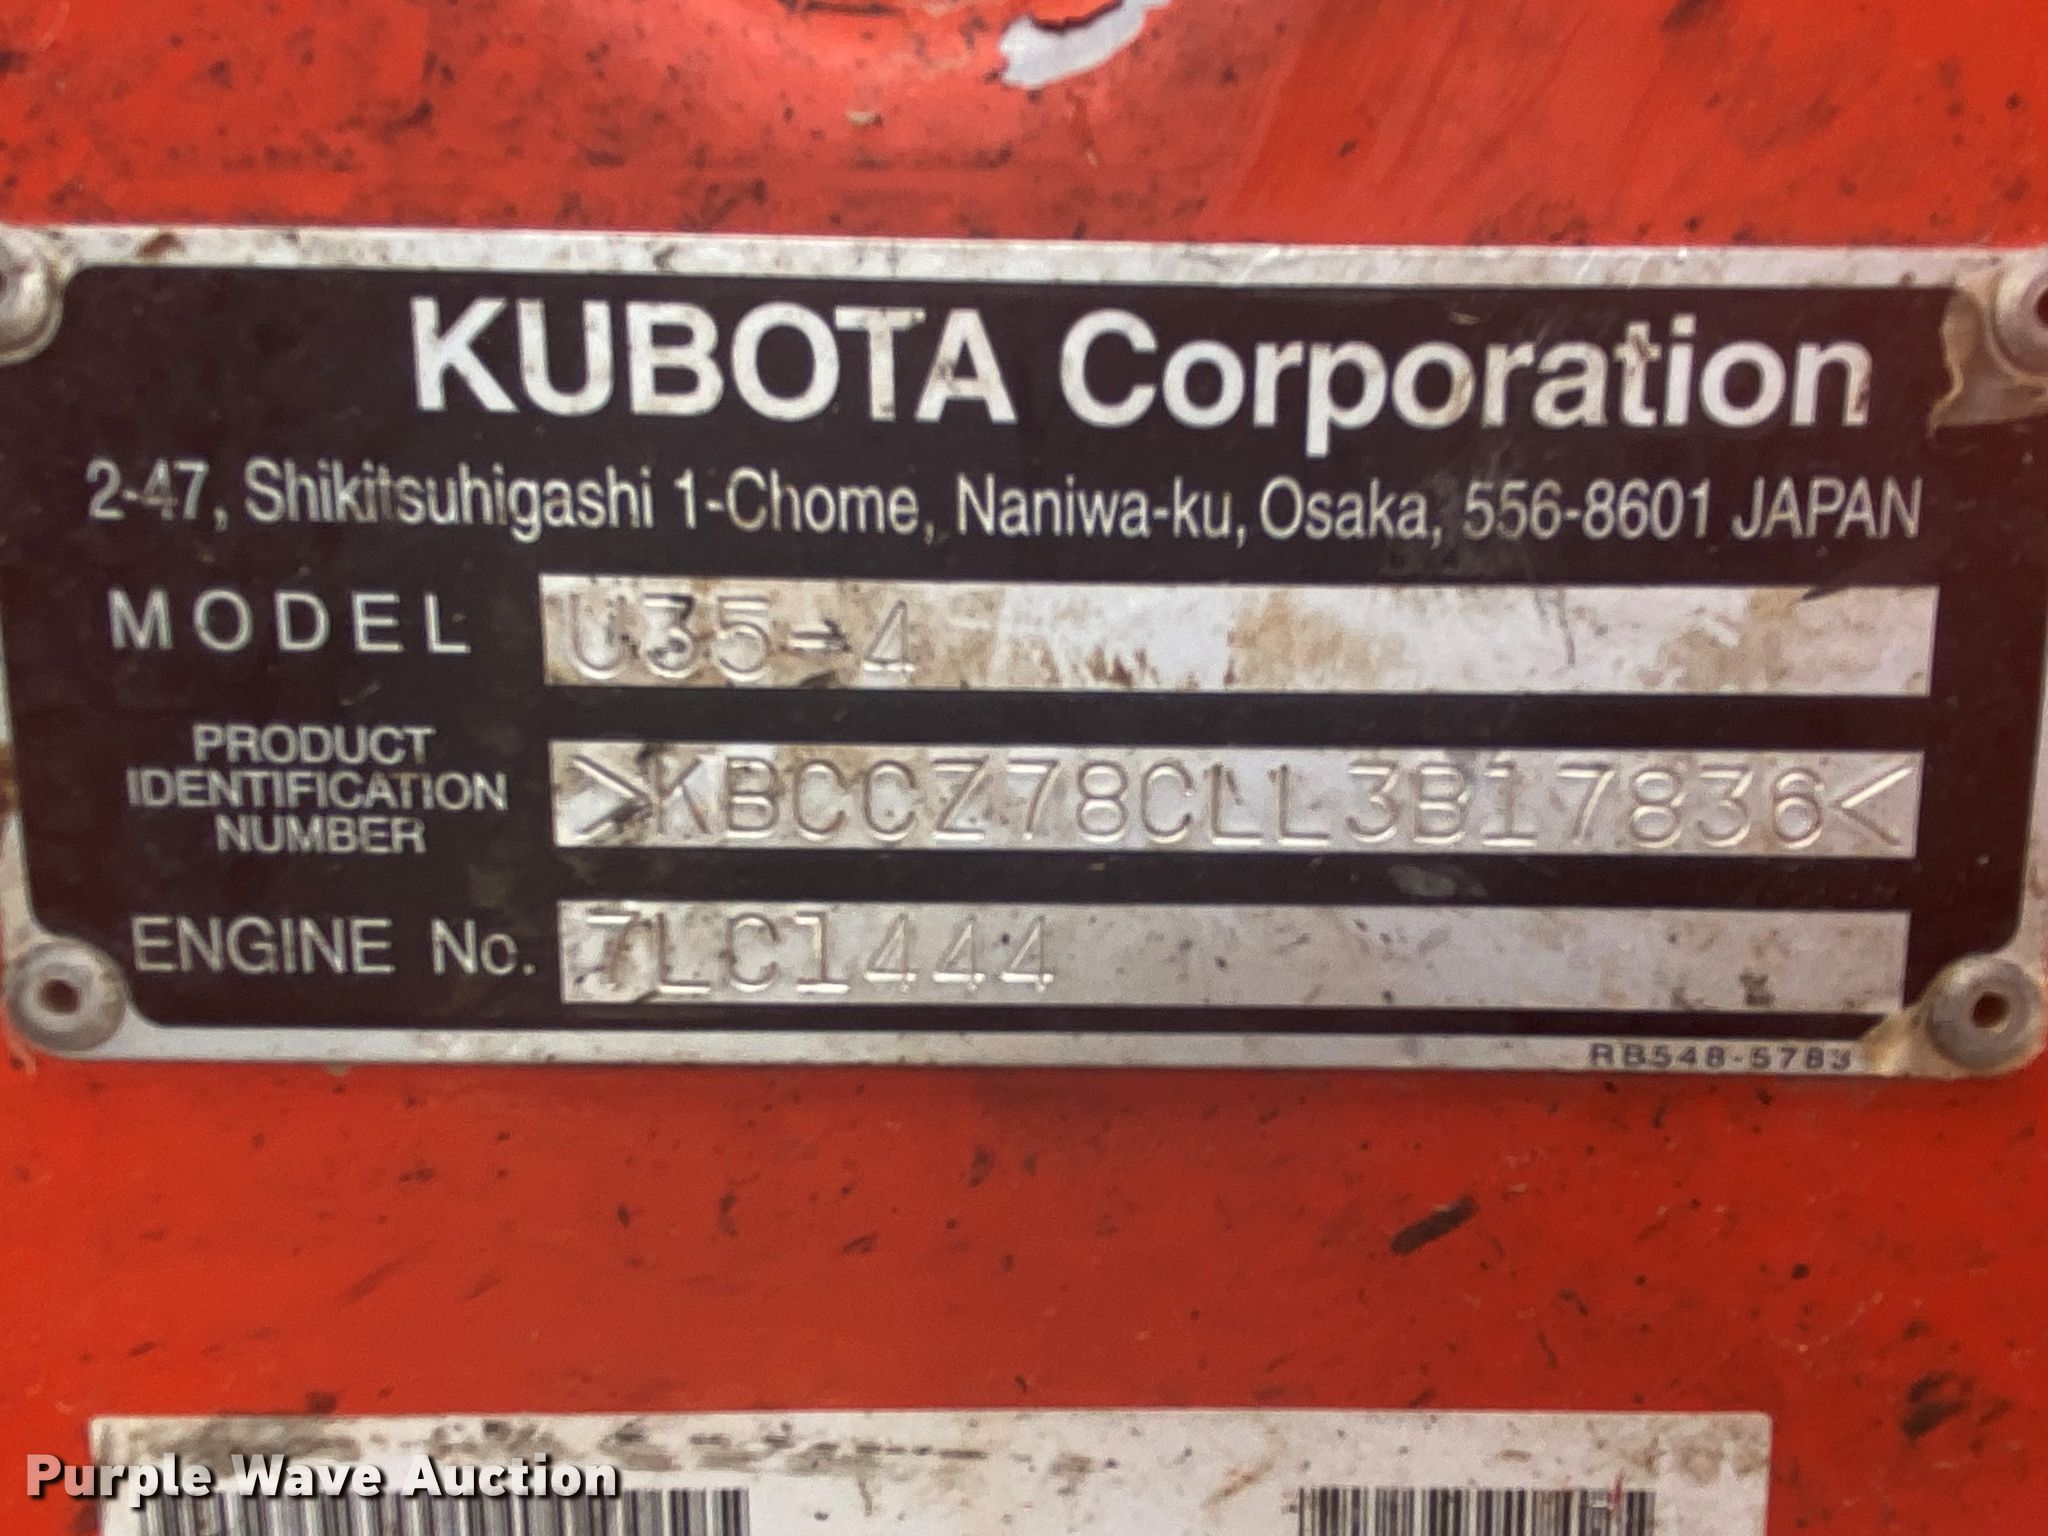 KUBOTA Corporation
2-47, Shikitsuhigashi 1-Chome, Naniwa-ku, Osaka, 556-8601 JAPAN
MODEL U35-4
PRODUCT
IDENTIFICATION
NUMBER
>KBCCZ78CLL3B17836<
ENGINE No. 7LC1444
RB548-5783
Purple Wave Auction